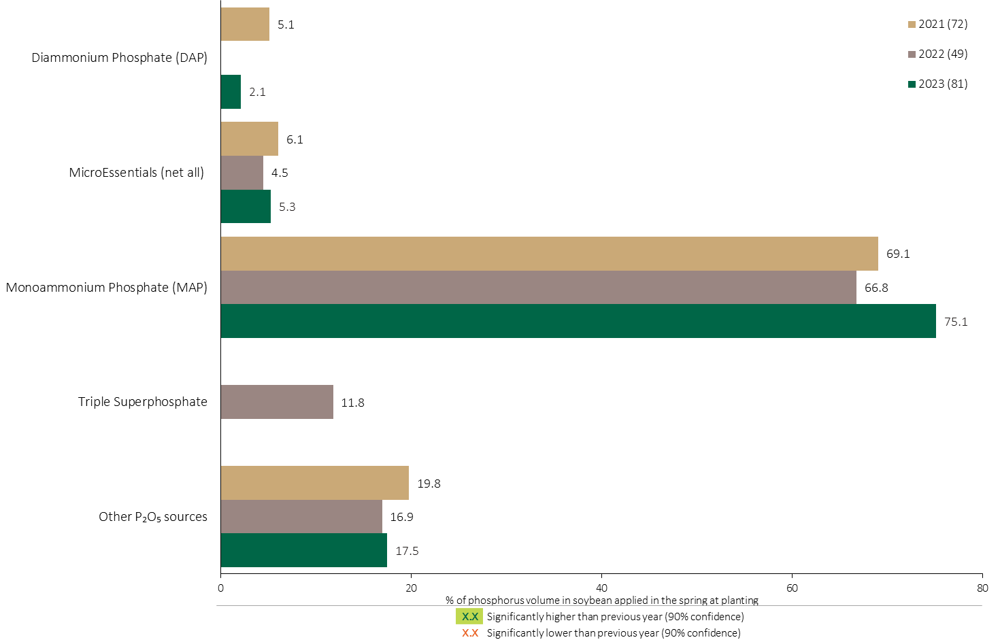 2021 (72)
2022 (49)
2023 (81)
Diammonium Phosphate (DAP)
5.1
2.1
MicroEssentials (net all)
6.1
4.5
5.3
Monoammonium Phosphate (MAP)
69.1
66.8
75.1
Triple Superphosphate
11.8
Other P₂O₅ sources
19.8
16.9
17.5
0 20 40 60 80
% of phosphorus volume in soybean applied in the spring at planting
X.X Significantly higher than previous year (90% confidence)
X.X Significantly lower than previous year (90% confidence)